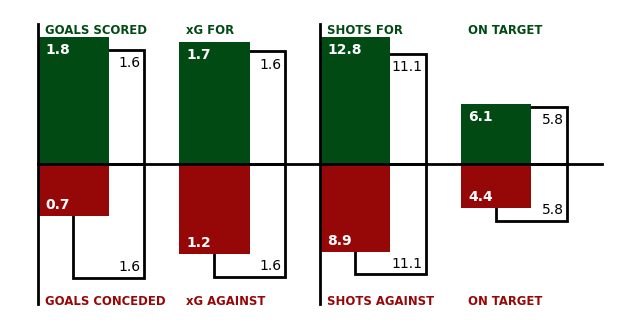 GOALS SCORED xG FOR SHOTS FOR ON TARGET
1.8 1.6 1.7 1.6 12.8 11.1 6.1 5.8
0.7 1.6 1.2 1.6 8.9 11.1 4.4 5.8
GOALS CONCEDED xG AGAINST SHOTS AGAINST ON TARGET